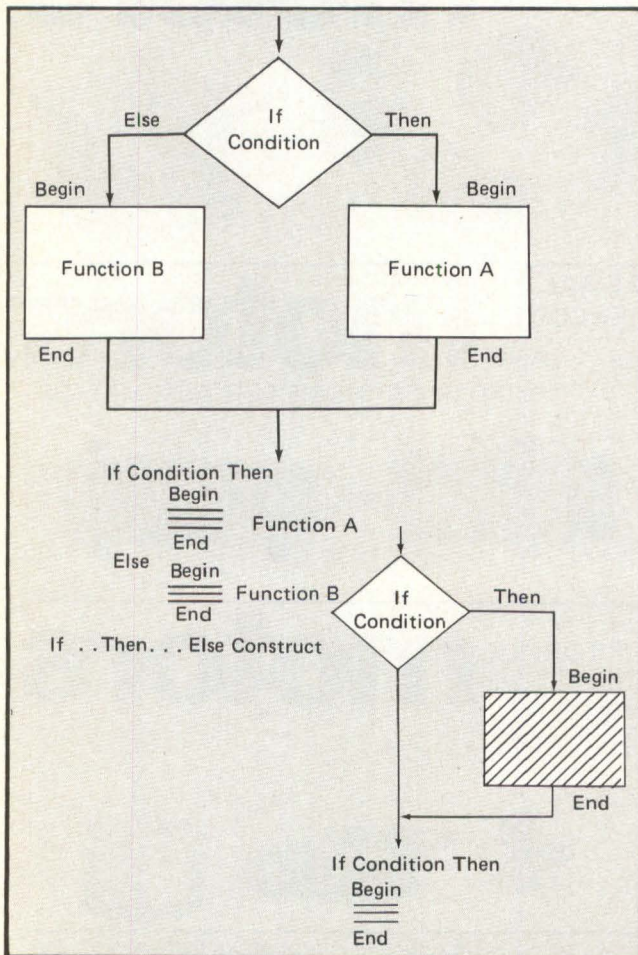 If
Condition
Else
Then
Begin
Begin
Function B
Function A
End
End
If Condition Then
Begin
Function A
End
Else
Begin
Function B
End
If . . Then. . . Else Construct
If
Condition
Then
Begin
End
If Condition Then
Begin
End